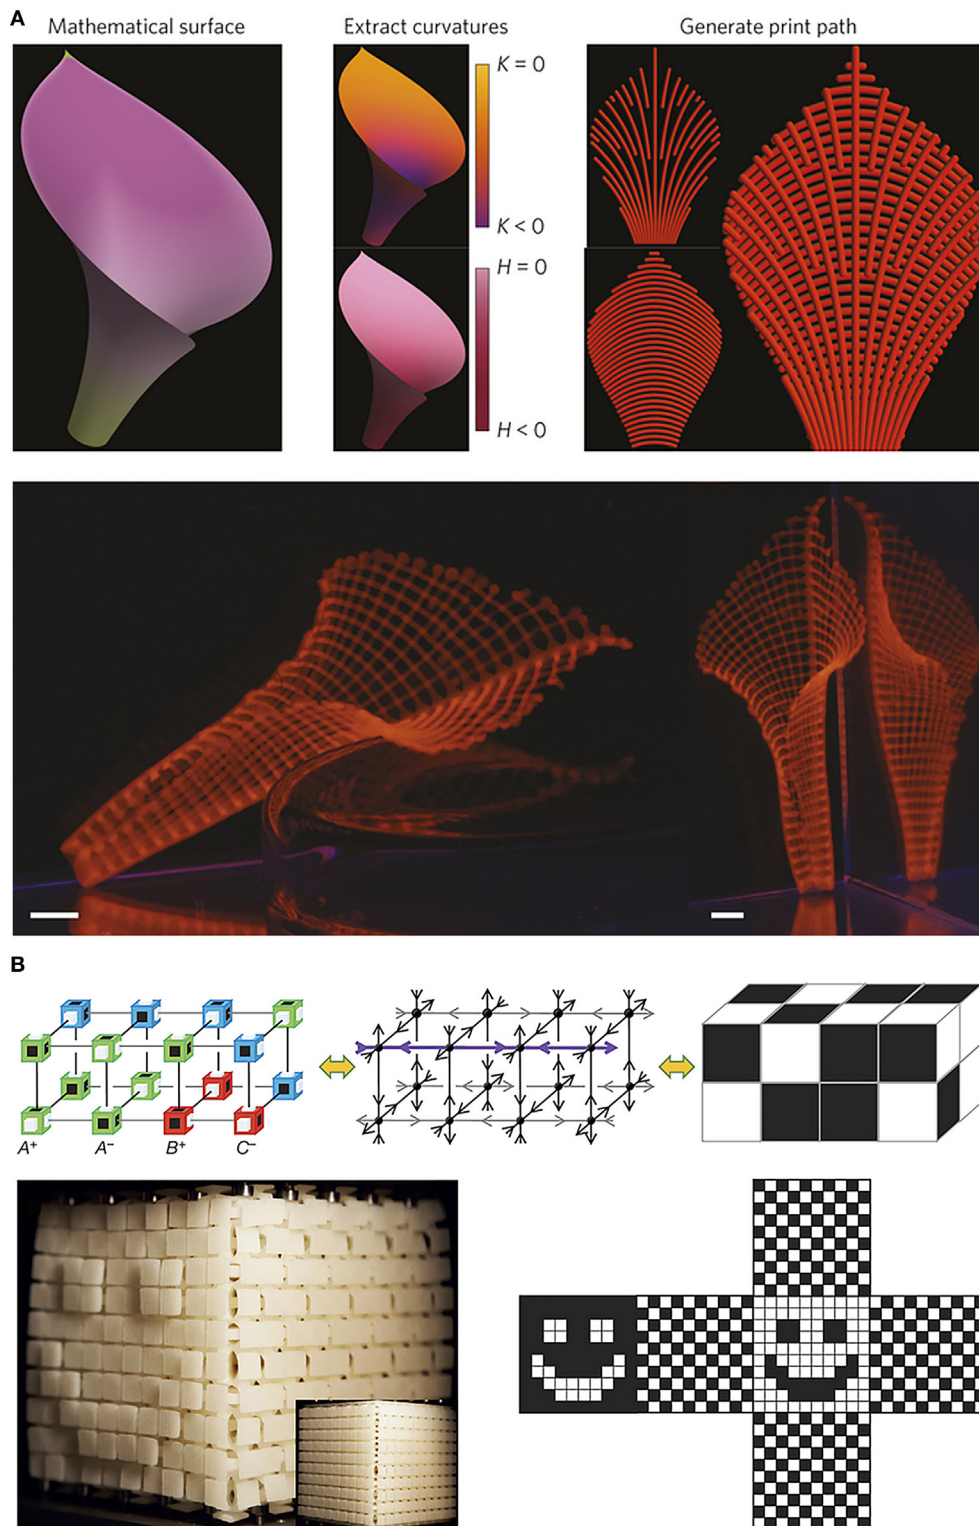 A
Mathematical surface
Extract curvatures
Generate print path
K = 0
K < 0
H = 0
H < 0
B
A⁺
A⁻
B⁺
C⁻